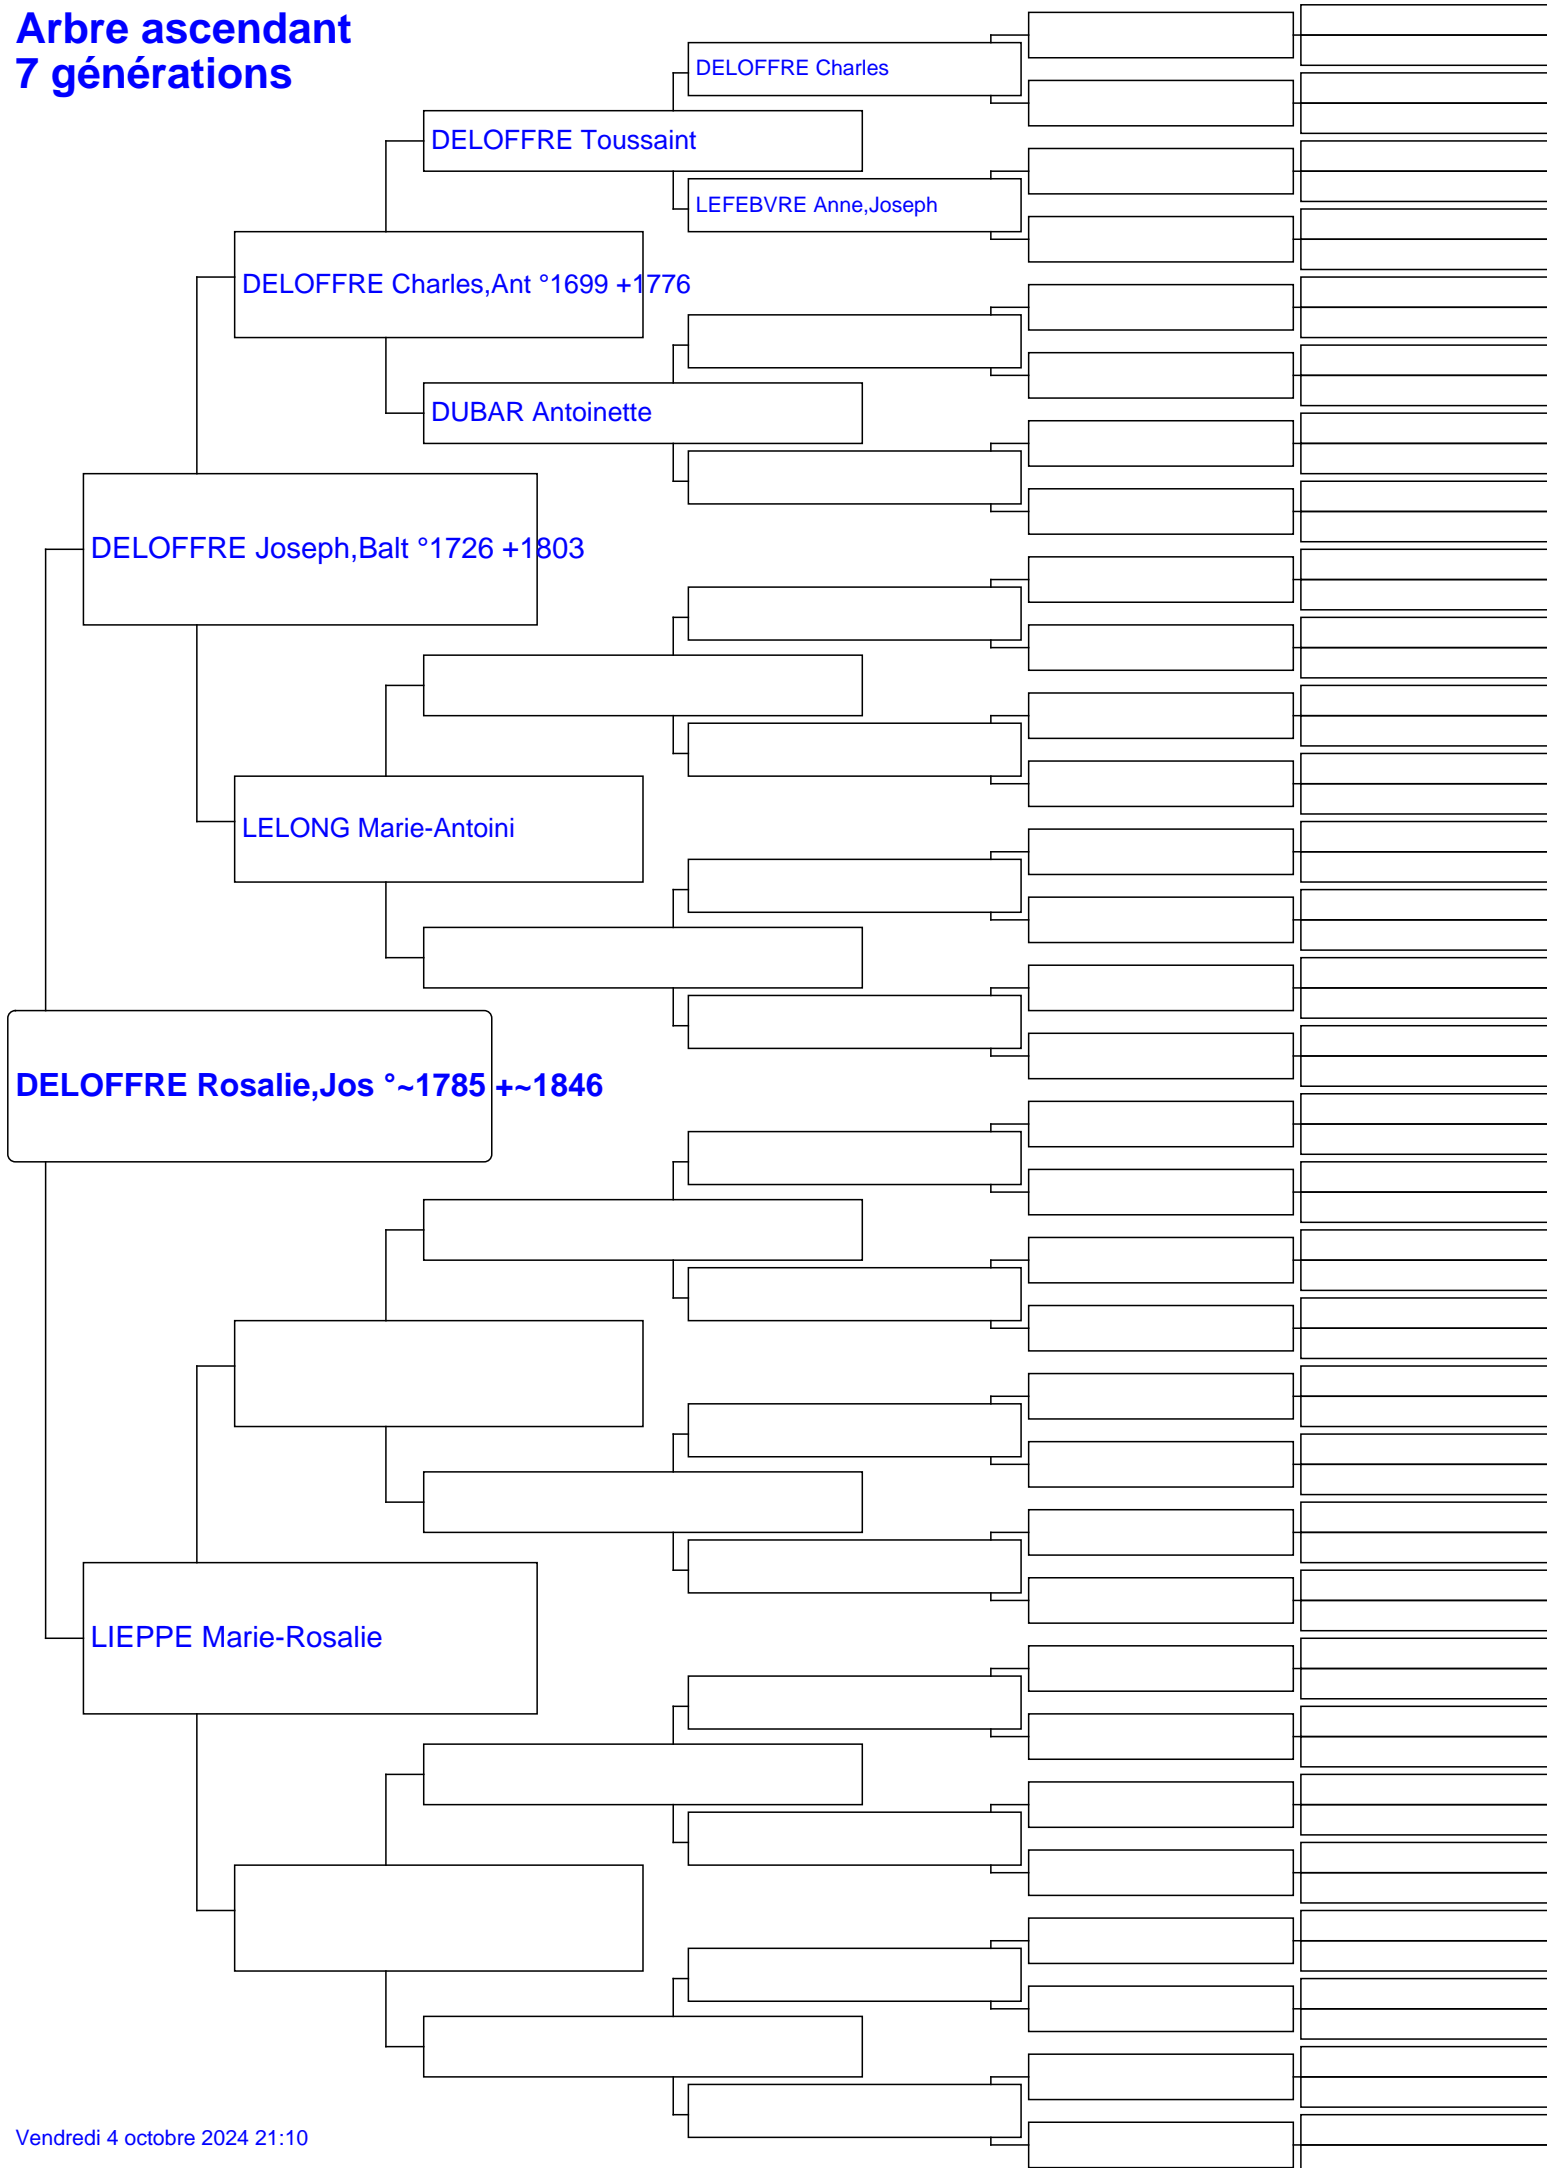 Arbre ascendant
7 générations
DELOFFRE Charles
DELOFFRE Toussaint
LEFEBVRE Anne,Joseph
DELOFFRE Charles,Ant °1699 +1776
DUBAR Antoinette
DELOFFRE Joseph,Balt °1726 +1803
LELONG Marie-Antoini
DELOFFRE Rosalie,Jos °~1785 +~1846
LIEPPE Marie-Rosalie
Vendredi 4 octobre 2024 21:10